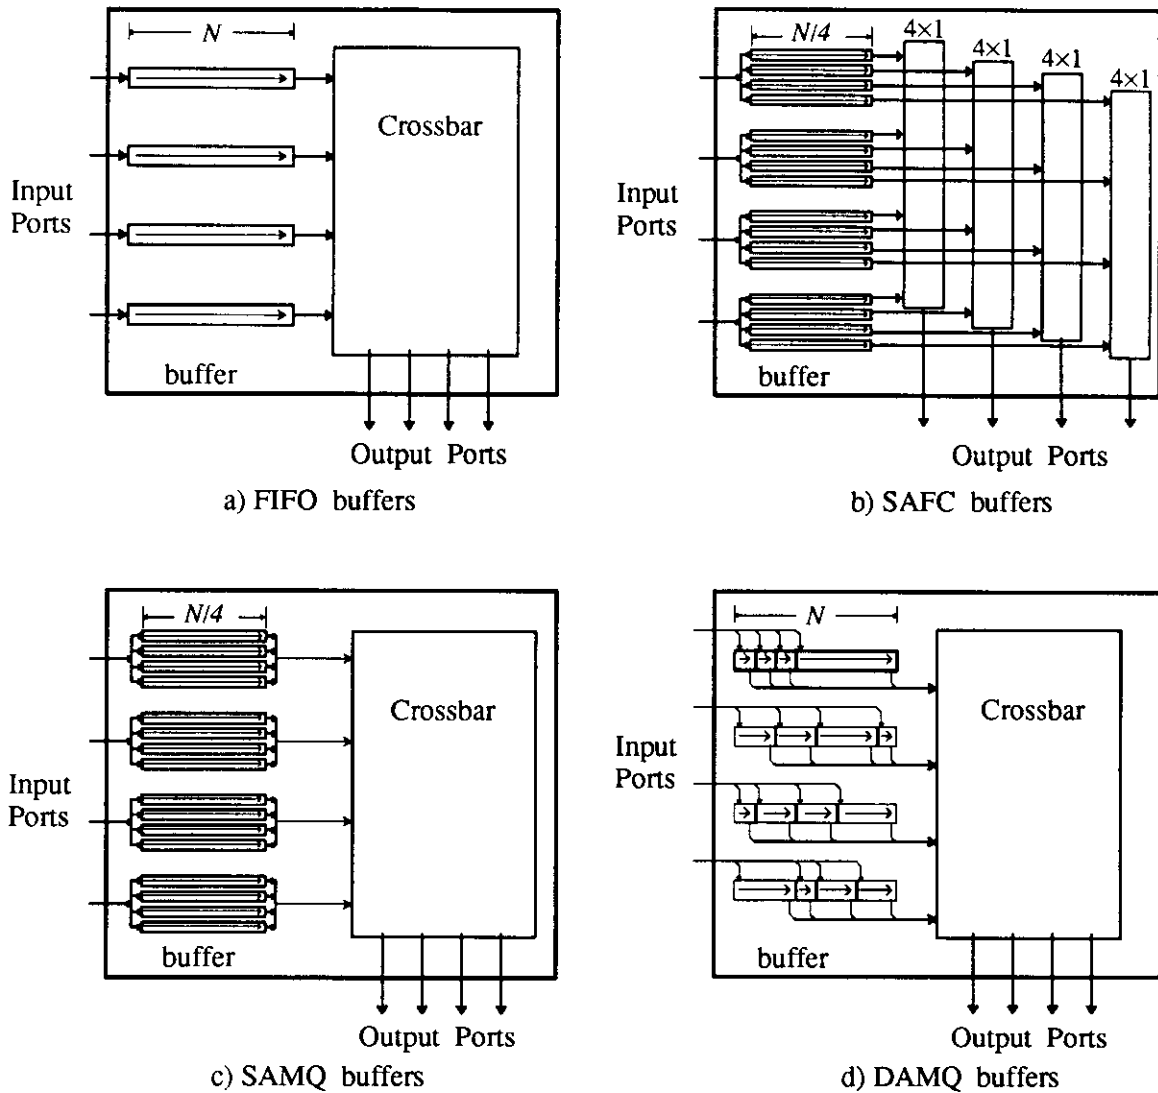 N
Crossbar
Input
Ports
buffer
Output Ports
a) FIFO buffers
N/4
4×1
4×1
4×1
4×1
Input
Ports
buffer
Output Ports
b) SAFC buffers
N/4
Crossbar
Input
Ports
buffer
Output Ports
c) SAMQ buffers
N
Crossbar
Input
Ports
buffer
Output Ports
d) DAMQ buffers